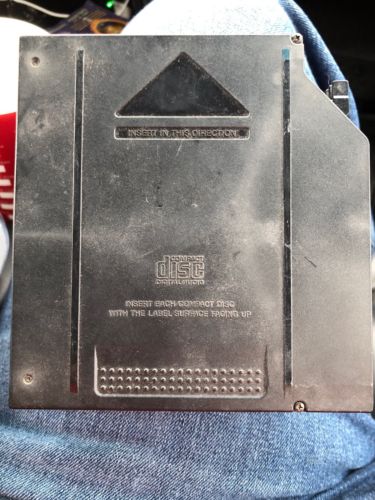 INSERT IN THIS DIRECTION
COMPACT
disc
DIGITAL AUDIO
INSERT EACH COMPACT DISC
WITH THE LABEL SURFACE FACING UP